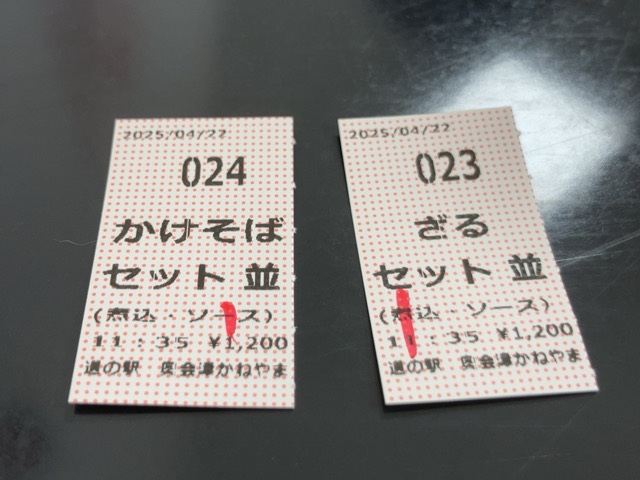 2025/04/22
024
かけそば
セット 並
(煮込・ソース)
11:35 ¥1,200
道の駅 奥会津かねやま
2025/04/22
023
ざる
セット 並
(煮込・ソース)
11:35 ¥1,200
道の駅 奥会津かねやま